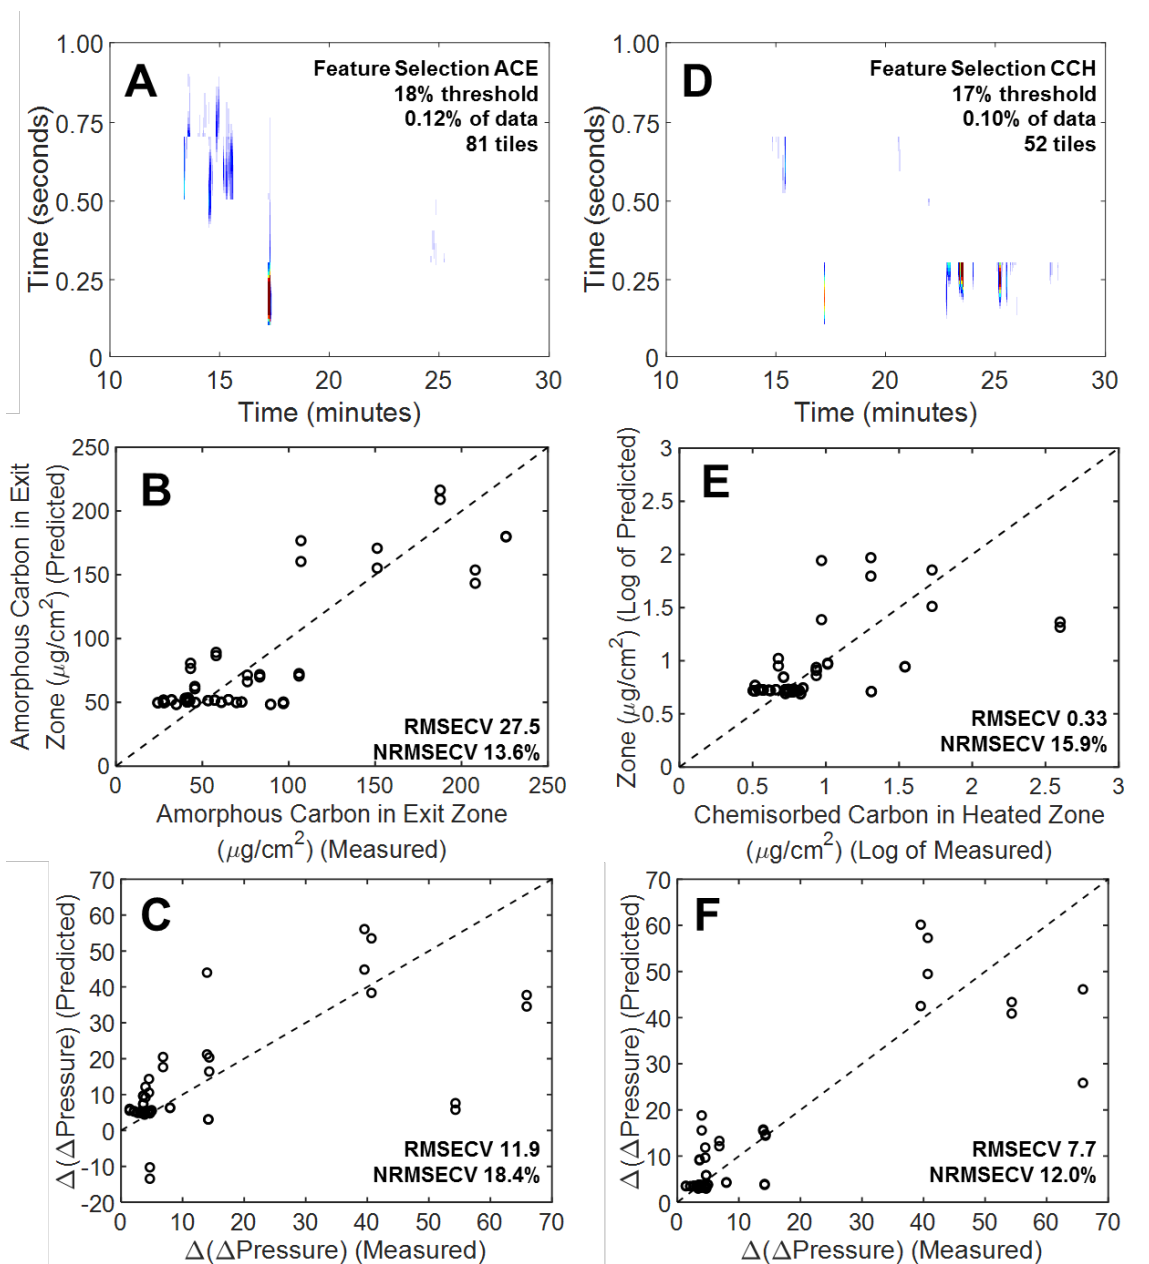 A
Feature Selection ACE
18% threshold
0.12% of data
81 tiles
1.00
0.75
0.50
0.25
0
10
15
20
25
30
Time (seconds)
Time (minutes)
D
Feature Selection CCH
17% threshold
0.10% of data
52 tiles
1.00
0.75
0.50
0.25
0
10
15
20
25
30
Time (seconds)
Time (minutes)
B
250
200
150
100
50
0
0
50
100
150
200
250
RMSECV 27.5
NRMSECV 13.6%
Amorphous Carbon in Exit
Zone (μg/cm²) (Predicted)
Amorphous Carbon in Exit Zone
(μg/cm²) (Measured)
E
3
2.5
2
1.5
1
0.5
0
0
0.5
1
1.5
2
2.5
3
RMSECV 0.33
NRMSECV 15.9%
Zone (μg/cm²) (Log of Predicted)
Chemisorbed Carbon in Heated Zone
(μg/cm²) (Log of Measured)
C
70
60
50
40
30
20
10
0
-10
-20
0
10
20
30
40
50
60
70
RMSECV 11.9
NRMSECV 18.4%
Δ(ΔPressure) (Predicted)
Δ(ΔPressure) (Measured)
F
70
60
50
40
30
20
10
0
0
10
20
30
40
50
60
70
RMSECV 7.7
NRMSECV 12.0%
Δ(ΔPressure) (Predicted)
Δ(ΔPressure) (Measured)